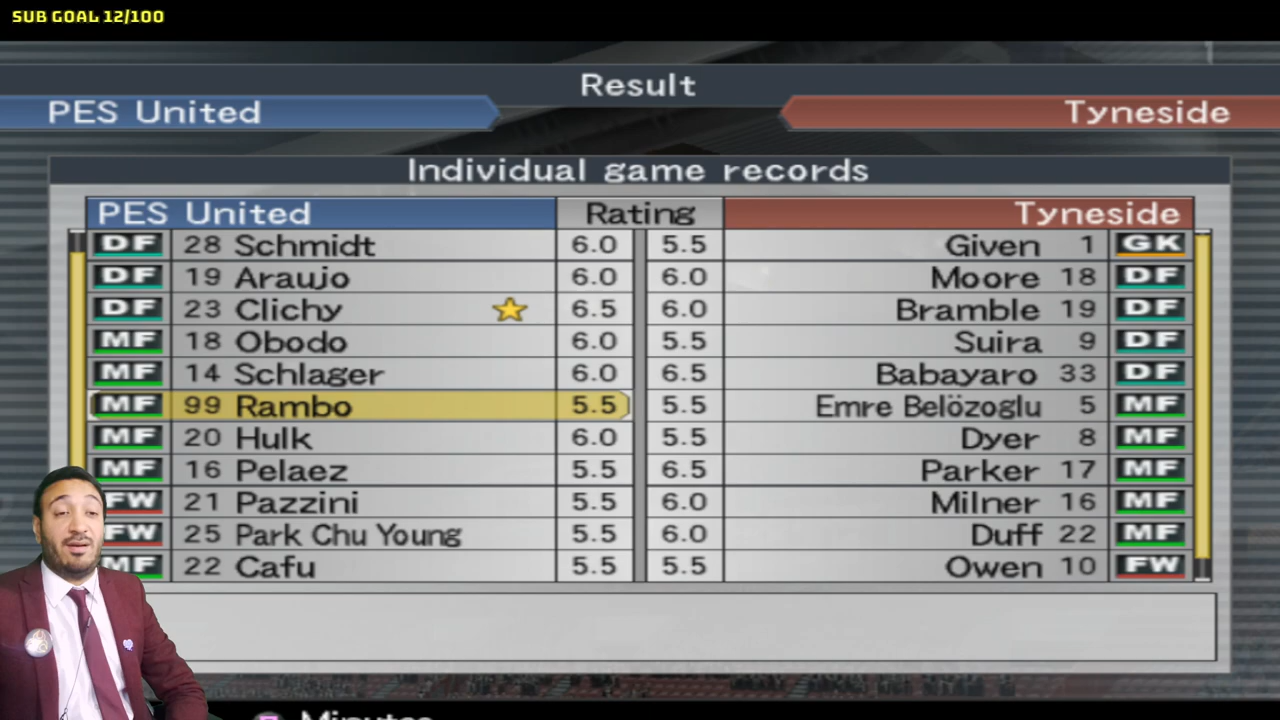 SUB GOAL 12/100
Result
PES United Tyneside
Individual game records
PES United Rating Tyneside
DF 28 Schmidt 6.0 5.5 Given 1 GK
DF 19 Araujo 6.0 6.0 Moore 18 DF
DF 23 Clichy 6.5 6.0 Bramble 19 DF
MF 18 Obodo 6.0 5.5 Suira 9 DF
MF 14 Schlager 6.0 6.5 Babayaro 33 DF
MF 99 Rambo 5.5 5.5 Emre Belözoglu 5 MF
MF 20 Hulk 6.0 5.5 Dyer 8 MF
MF 16 Pelaez 5.5 6.5 Parker 17 MF
FW 21 Pazzini 5.5 6.0 Milner 16 MF
FW 25 Park Chu Young 5.5 6.0 Duff 22 MF
MF 22 Cafu 5.5 5.5 Owen 10 FW
Minutes